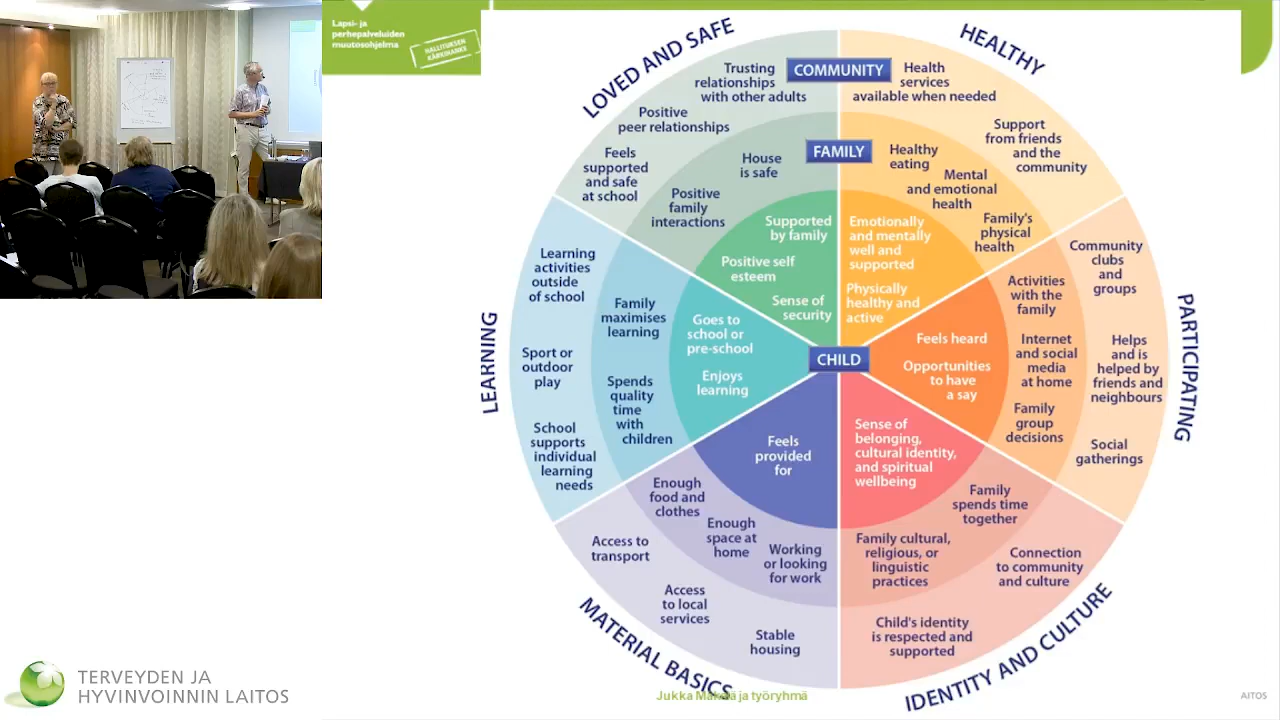 Lapsi- ja
perhepalveluiden
muutosohjelma
HALLITUKSEN
KÄRKIHANKE
LOVED AND SAFE
HEALTHY
PARTICIPATING
IDENTITY AND CULTURE
MATERIAL BASICS
LEARNING
COMMUNITY
FAMILY
CHILD
Trusting
relationships
with other adults
Positive
peer relationships
Feels
supported
and safe
at school
House
is safe
Positive
family
interactions
Supported
by family
Positive self
esteem
Sense of
security
Health
services
available when needed
Support
from friends
and the
community
Healthy
eating
Mental
and emotional
health
Family's
physical
health
Emotionally
and mentally
well and
supported
Physically
healthy and
active
Community
clubs
and
groups
Helps
and is
helped by
friends and
neighbours
Social
gatherings
Activities
with the
family
Internet
and social
media
at home
Family
group
decisions
Feels heard
Opportunities
to have
a say
Sense of
belonging,
cultural identity,
and spiritual
wellbeing
Family
spends time
together
Family cultural,
religious, or
linguistic
practices
Connection
to community
and culture
Child's identity
is respected and
supported
Feels
provided
for
Enough
food and
clothes
Enough
space at
home
Working
or looking
for work
Access to
transport
Access
to local
services
Stable
housing
Goes to
school or
pre-school
Enjoys
learning
Family
maximises
learning
Spends
quality
time
with
children
Learning
activities
outside
of school
Sport or
outdoor
play
School
supports
individual
learning
needs
Jukka Mäkelä ja työryhmä
AITOS
TERVEYDEN JA
HYVINVOINNIN LAITOS